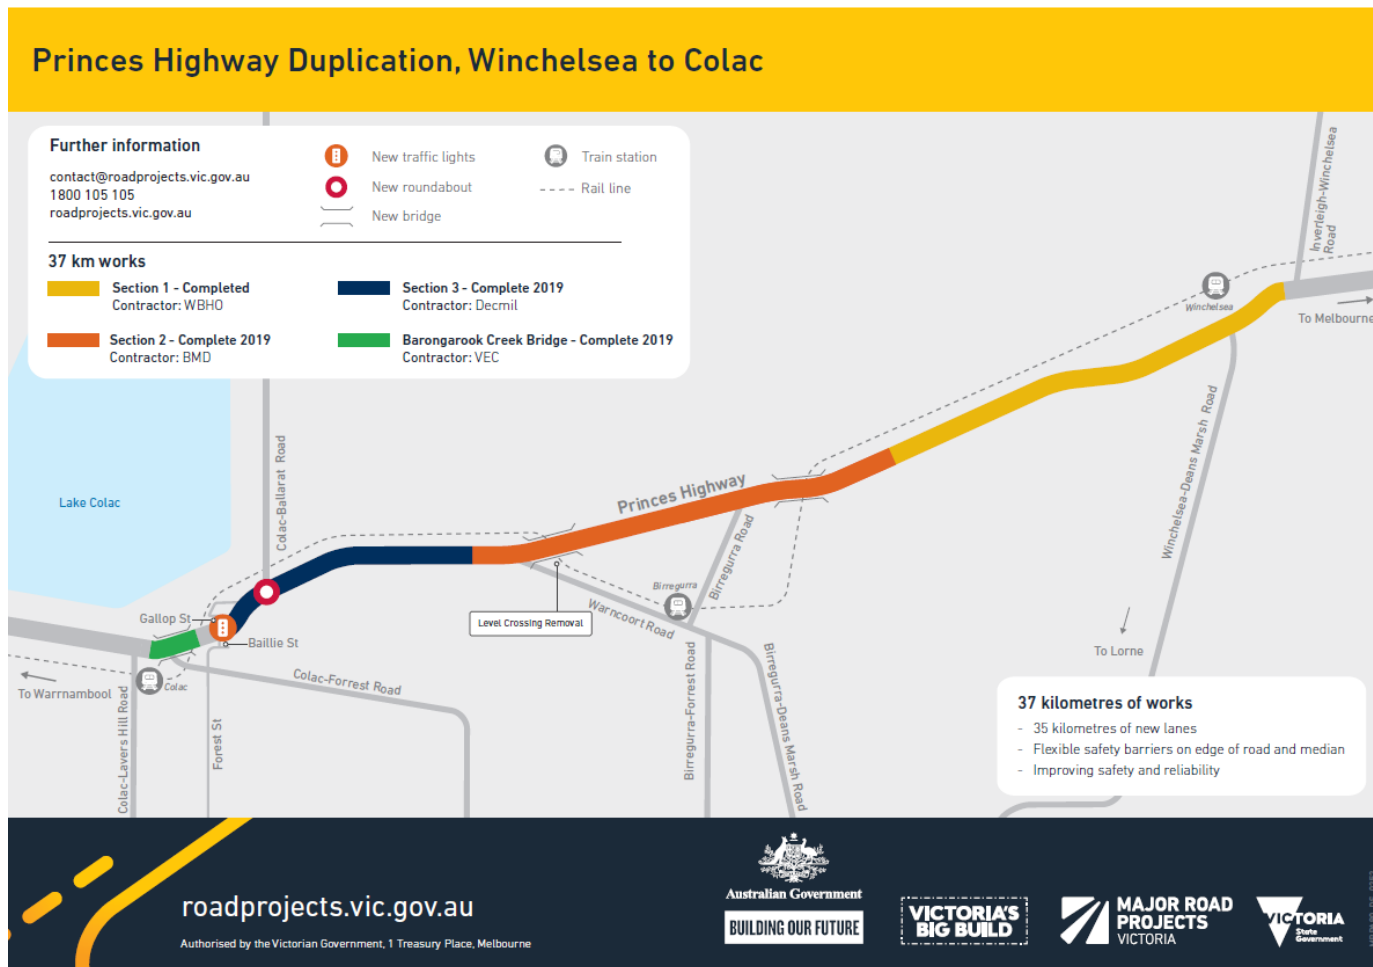 Princes Highway Duplication, Winchelsea to Colac
Further information
contact@roadprojects.vic.gov.au
1800 105 105
roadprojects.vic.gov.au
New traffic lights
New roundabout
New bridge
Train station
Rail line
37 km works
Section 1 - Completed
Contractor: WBHO
Section 2 - Complete 2019
Contractor: BMD
Section 3 - Complete 2019
Contractor: Decmil
Barongarook Creek Bridge - Complete 2019
Contractor: VEC
Inverleigh-Winchelsea
Road
Winchelsea
To Melbourne
Winchelsea-Deans Marsh Road
Princes Highway
Colac-Ballarat Road
Lake Colac
Birregurra Road
Birregurra
Level Crossing Removal
Warncoort Road
Gallop St
Baillie St
Colac
To Warrnambool
Colac-Lavers Hill Road
Forest St
Colac-Forrest Road
Birregurra-Forrest Road
Birregurra-Deans Marsh Road
To Lorne
37 kilometres of works
- 35 kilometres of new lanes
- Flexible safety barriers on edge of road and median
- Improving safety and reliability
roadprojects.vic.gov.au
Authorised by the Victorian Government, 1 Treasury Place, Melbourne
Australian Government
BUILDING OUR FUTURE
VICTORIA'S
BIG BUILD
MAJOR ROAD
PROJECTS
VICTORIA
VICTORIA
State
Government